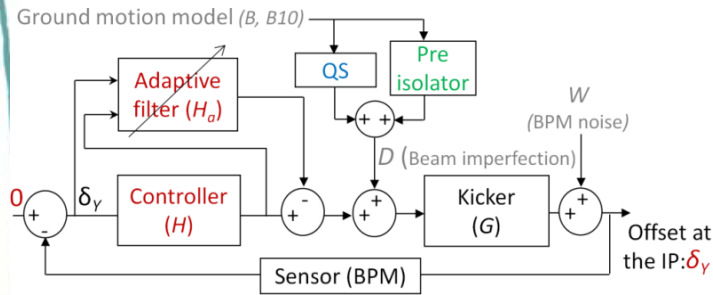 Ground motion model (B, B10)
QS
Pre
isolator
Adaptive
filter (Ha)
W
(BPM noise)
+ +
D (Beam imperfection)
0
+
-
δY
Controller
(H)
-
+
+
+
Kicker
(G)
+
+
Offset at
the IP:δY
Sensor (BPM)